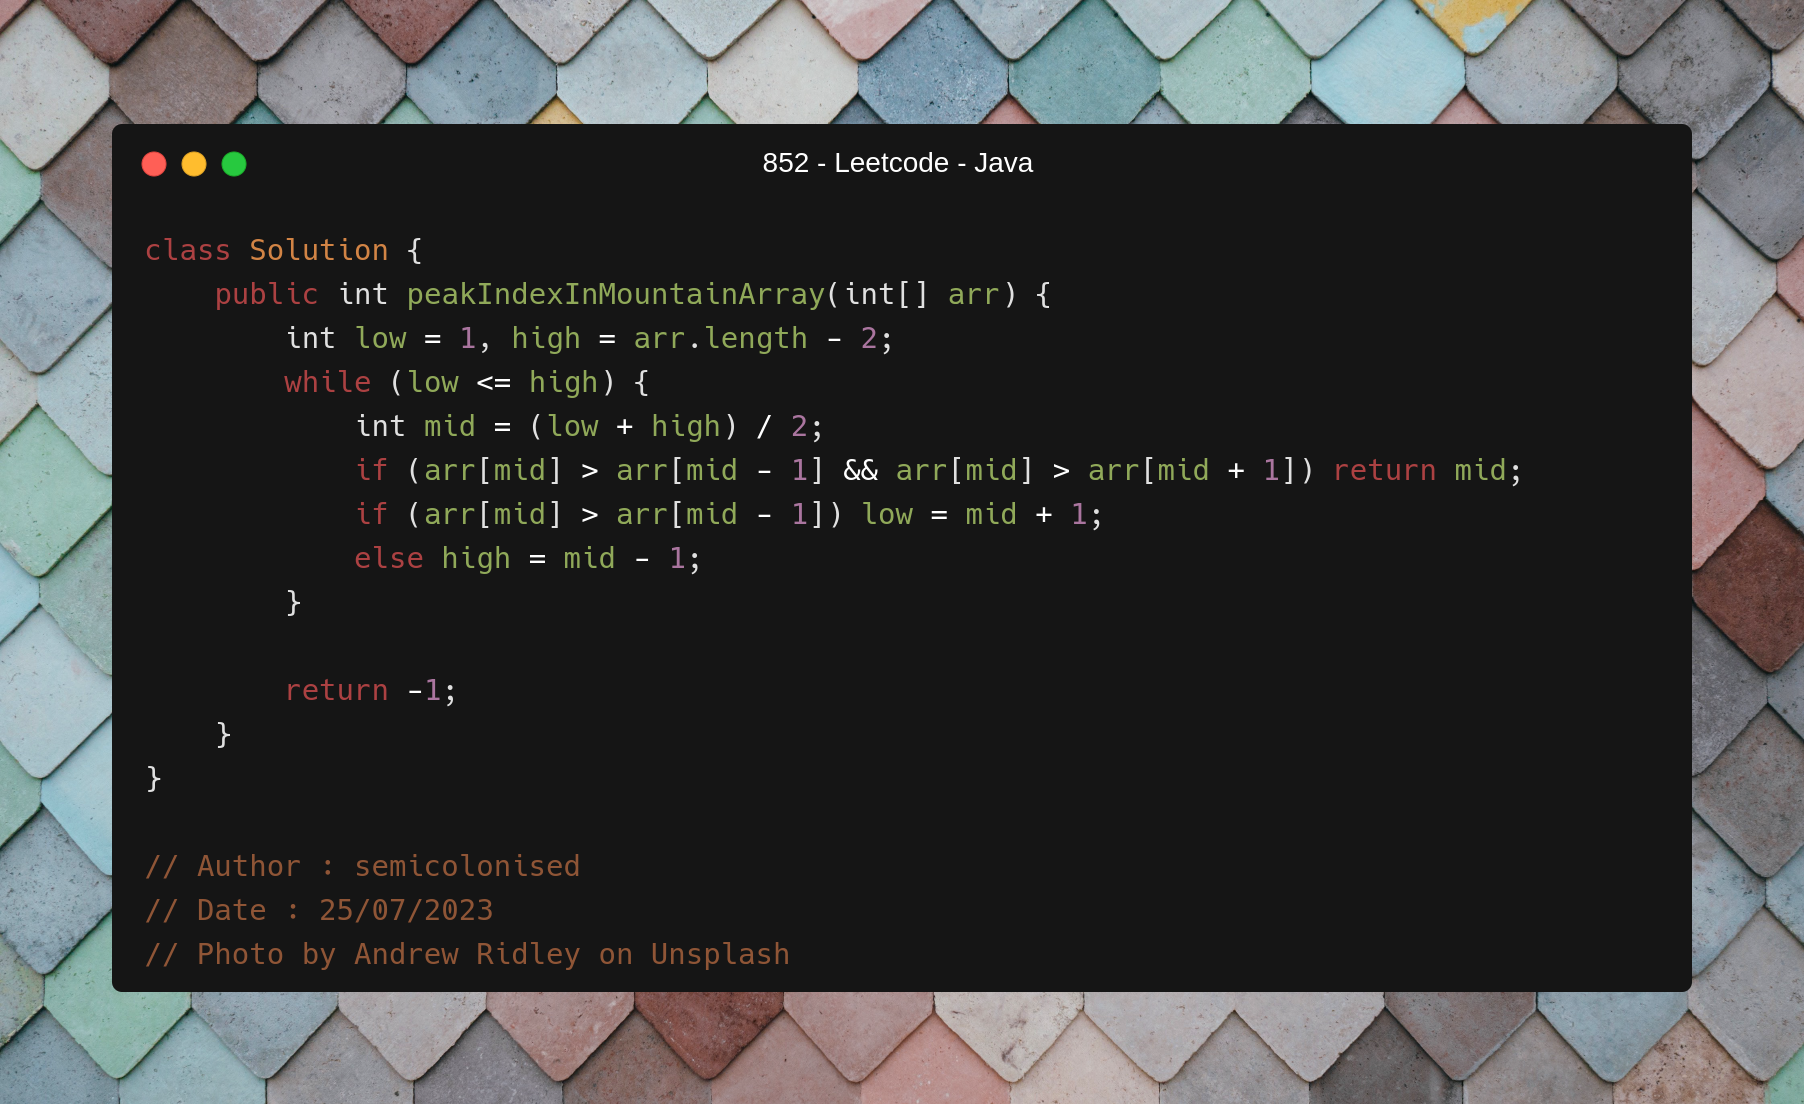 852 - Leetcode - Java
class Solution {
    public int peakIndexInMountainArray(int[] arr) {
        int low = 1, high = arr.length - 2;
        while (low <= high) {
            int mid = (low + high) / 2;
            if (arr[mid] > arr[mid - 1] && arr[mid] > arr[mid + 1]) return mid;
            if (arr[mid] > arr[mid - 1]) low = mid + 1;
            else high = mid - 1;
        }

        return -1;
    }
}

// Author : semicolonised
// Date : 25/07/2023
// Photo by Andrew Ridley on Unsplash